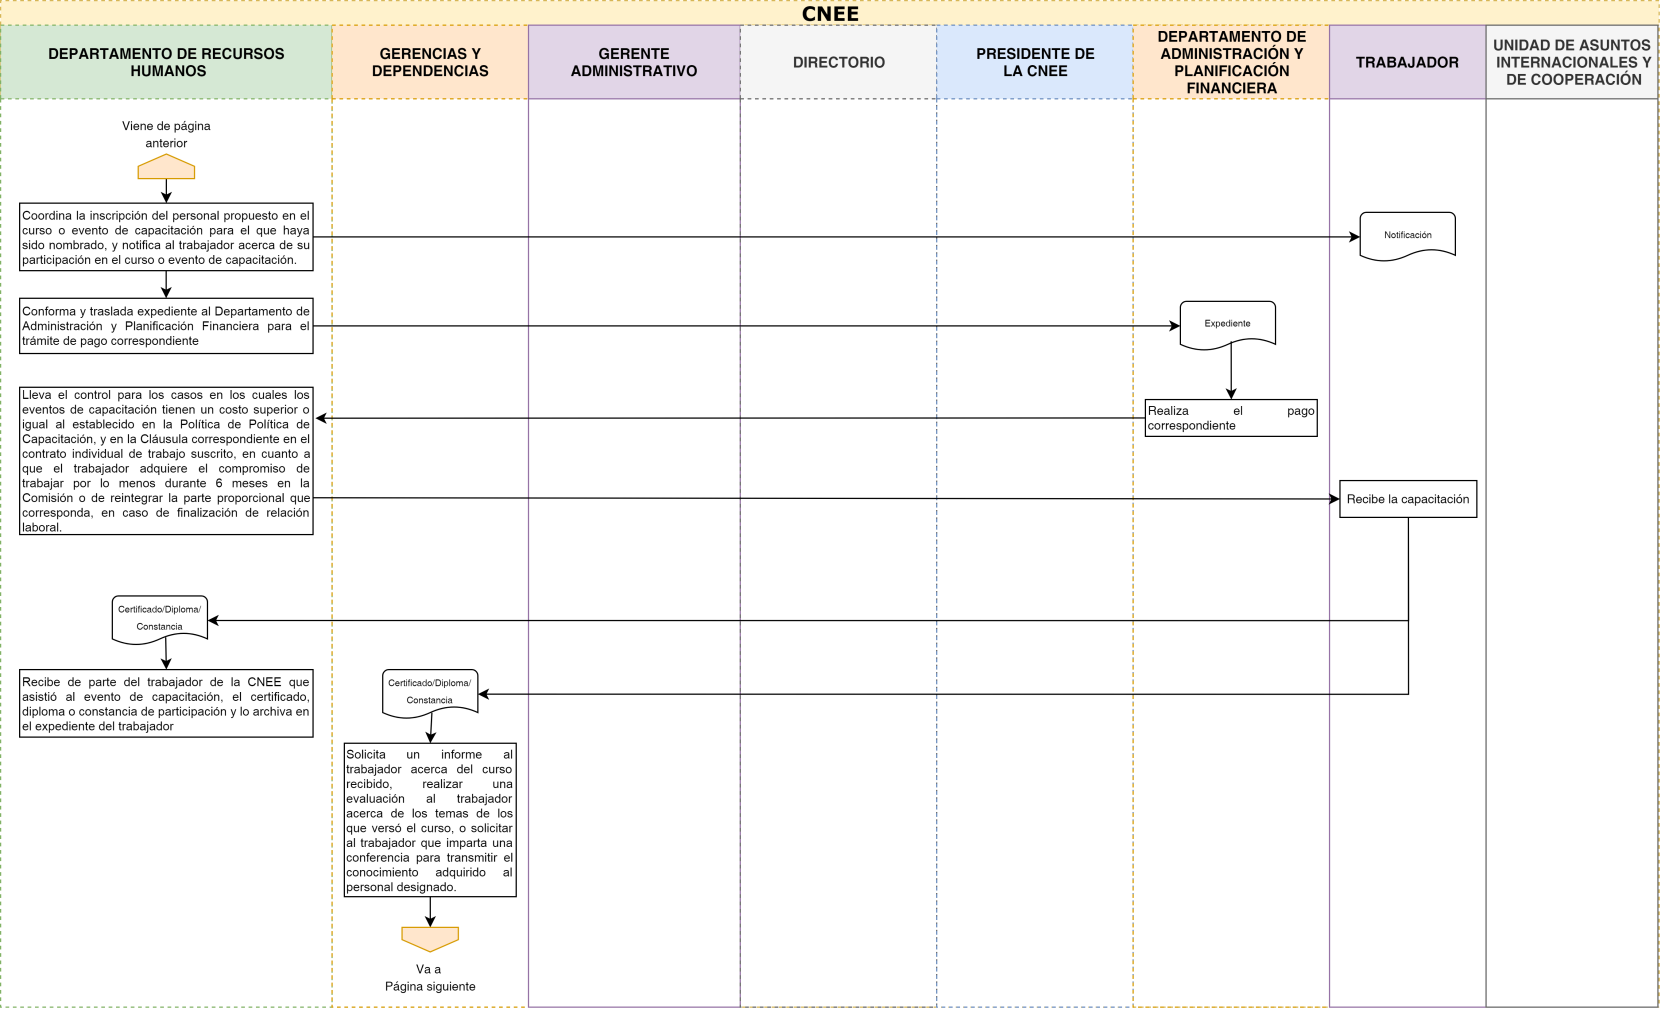 CNEE
DEPARTAMENTO DE RECURSOS
HUMANOS
GERENCIAS Y
DEPENDENCIAS
GERENTE
ADMINISTRATIVO
DIRECTORIO
PRESIDENTE DE
LA CNEE
DEPARTAMENTO DE
ADMINISTRACIÓN Y
PLANIFICACIÓN
FINANCIERA
TRABAJADOR
UNIDAD DE ASUNTOS
INTERNACIONALES Y
DE COOPERACIÓN
Viene de página
anterior
Coordina la inscripción del personal propuesto en el
curso o evento de capacitación para el que haya
sido nombrado, y notifica al trabajador acerca de su
participación en el curso o evento de capacitación.
Notificación
Conforma y traslada expediente al Departamento de
Administración y Planificación Financiera para el
trámite de pago correspondiente
Expediente
Realiza el pago
correspondiente
Lleva el control para los casos en los cuales los
eventos de capacitación tienen un costo superior o
igual al establecido en la Política de Política de
Capacitación, y en la Cláusula correspondiente en el
contrato individual de trabajo suscrito, en cuanto a
que el trabajador adquiere el compromiso de
trabajar por lo menos durante 6 meses en la
Comisión o de reintegrar la parte proporcional que
corresponda, en caso de finalización de relación
laboral.
Recibe la capacitación
Certificado/Diploma/
Constancia
Recibe de parte del trabajador de la CNEE que
asistió al evento de capacitación, el certificado,
diploma o constancia de participación y lo archiva en
el expediente del trabajador
Certificado/Diploma/
Constancia
Solicita un informe al
trabajador acerca del curso
recibido, realizar una
evaluación al trabajador
acerca de los temas de los
que versó el curso, o solicitar
al trabajador que imparta una
conferencia para transmitir el
conocimiento adquirido al
personal designado.
Va a
Página siguiente